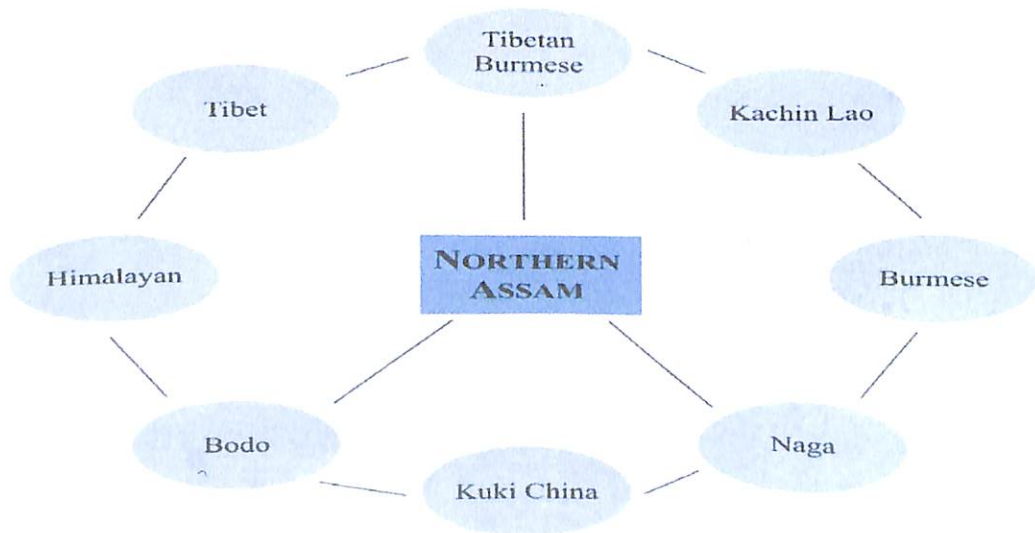 Tibetan
Burmese
Tibet
Kachin Lao
Himalayan
NORTHERN
ASSAM
Burmese
Bodo
Naga
Kuki China